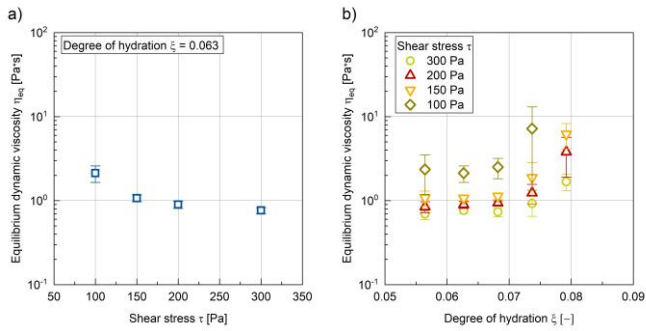 a)
Equilibrium dynamic viscosity ηeq [Pa*s]
10²
10¹
10⁰
10⁻¹
Degree of hydration ξ = 0.063
50 100 150 200 250 300 350
Shear stress τ [Pa]
b)
Equilibrium dynamic viscosity ηeq [Pa*s]
10²
10¹
10⁰
10⁻¹
Shear stress τ
300 Pa
200 Pa
150 Pa
100 Pa
0.05 0.06 0.07 0.08 0.09
Degree of hydration ξ [−]